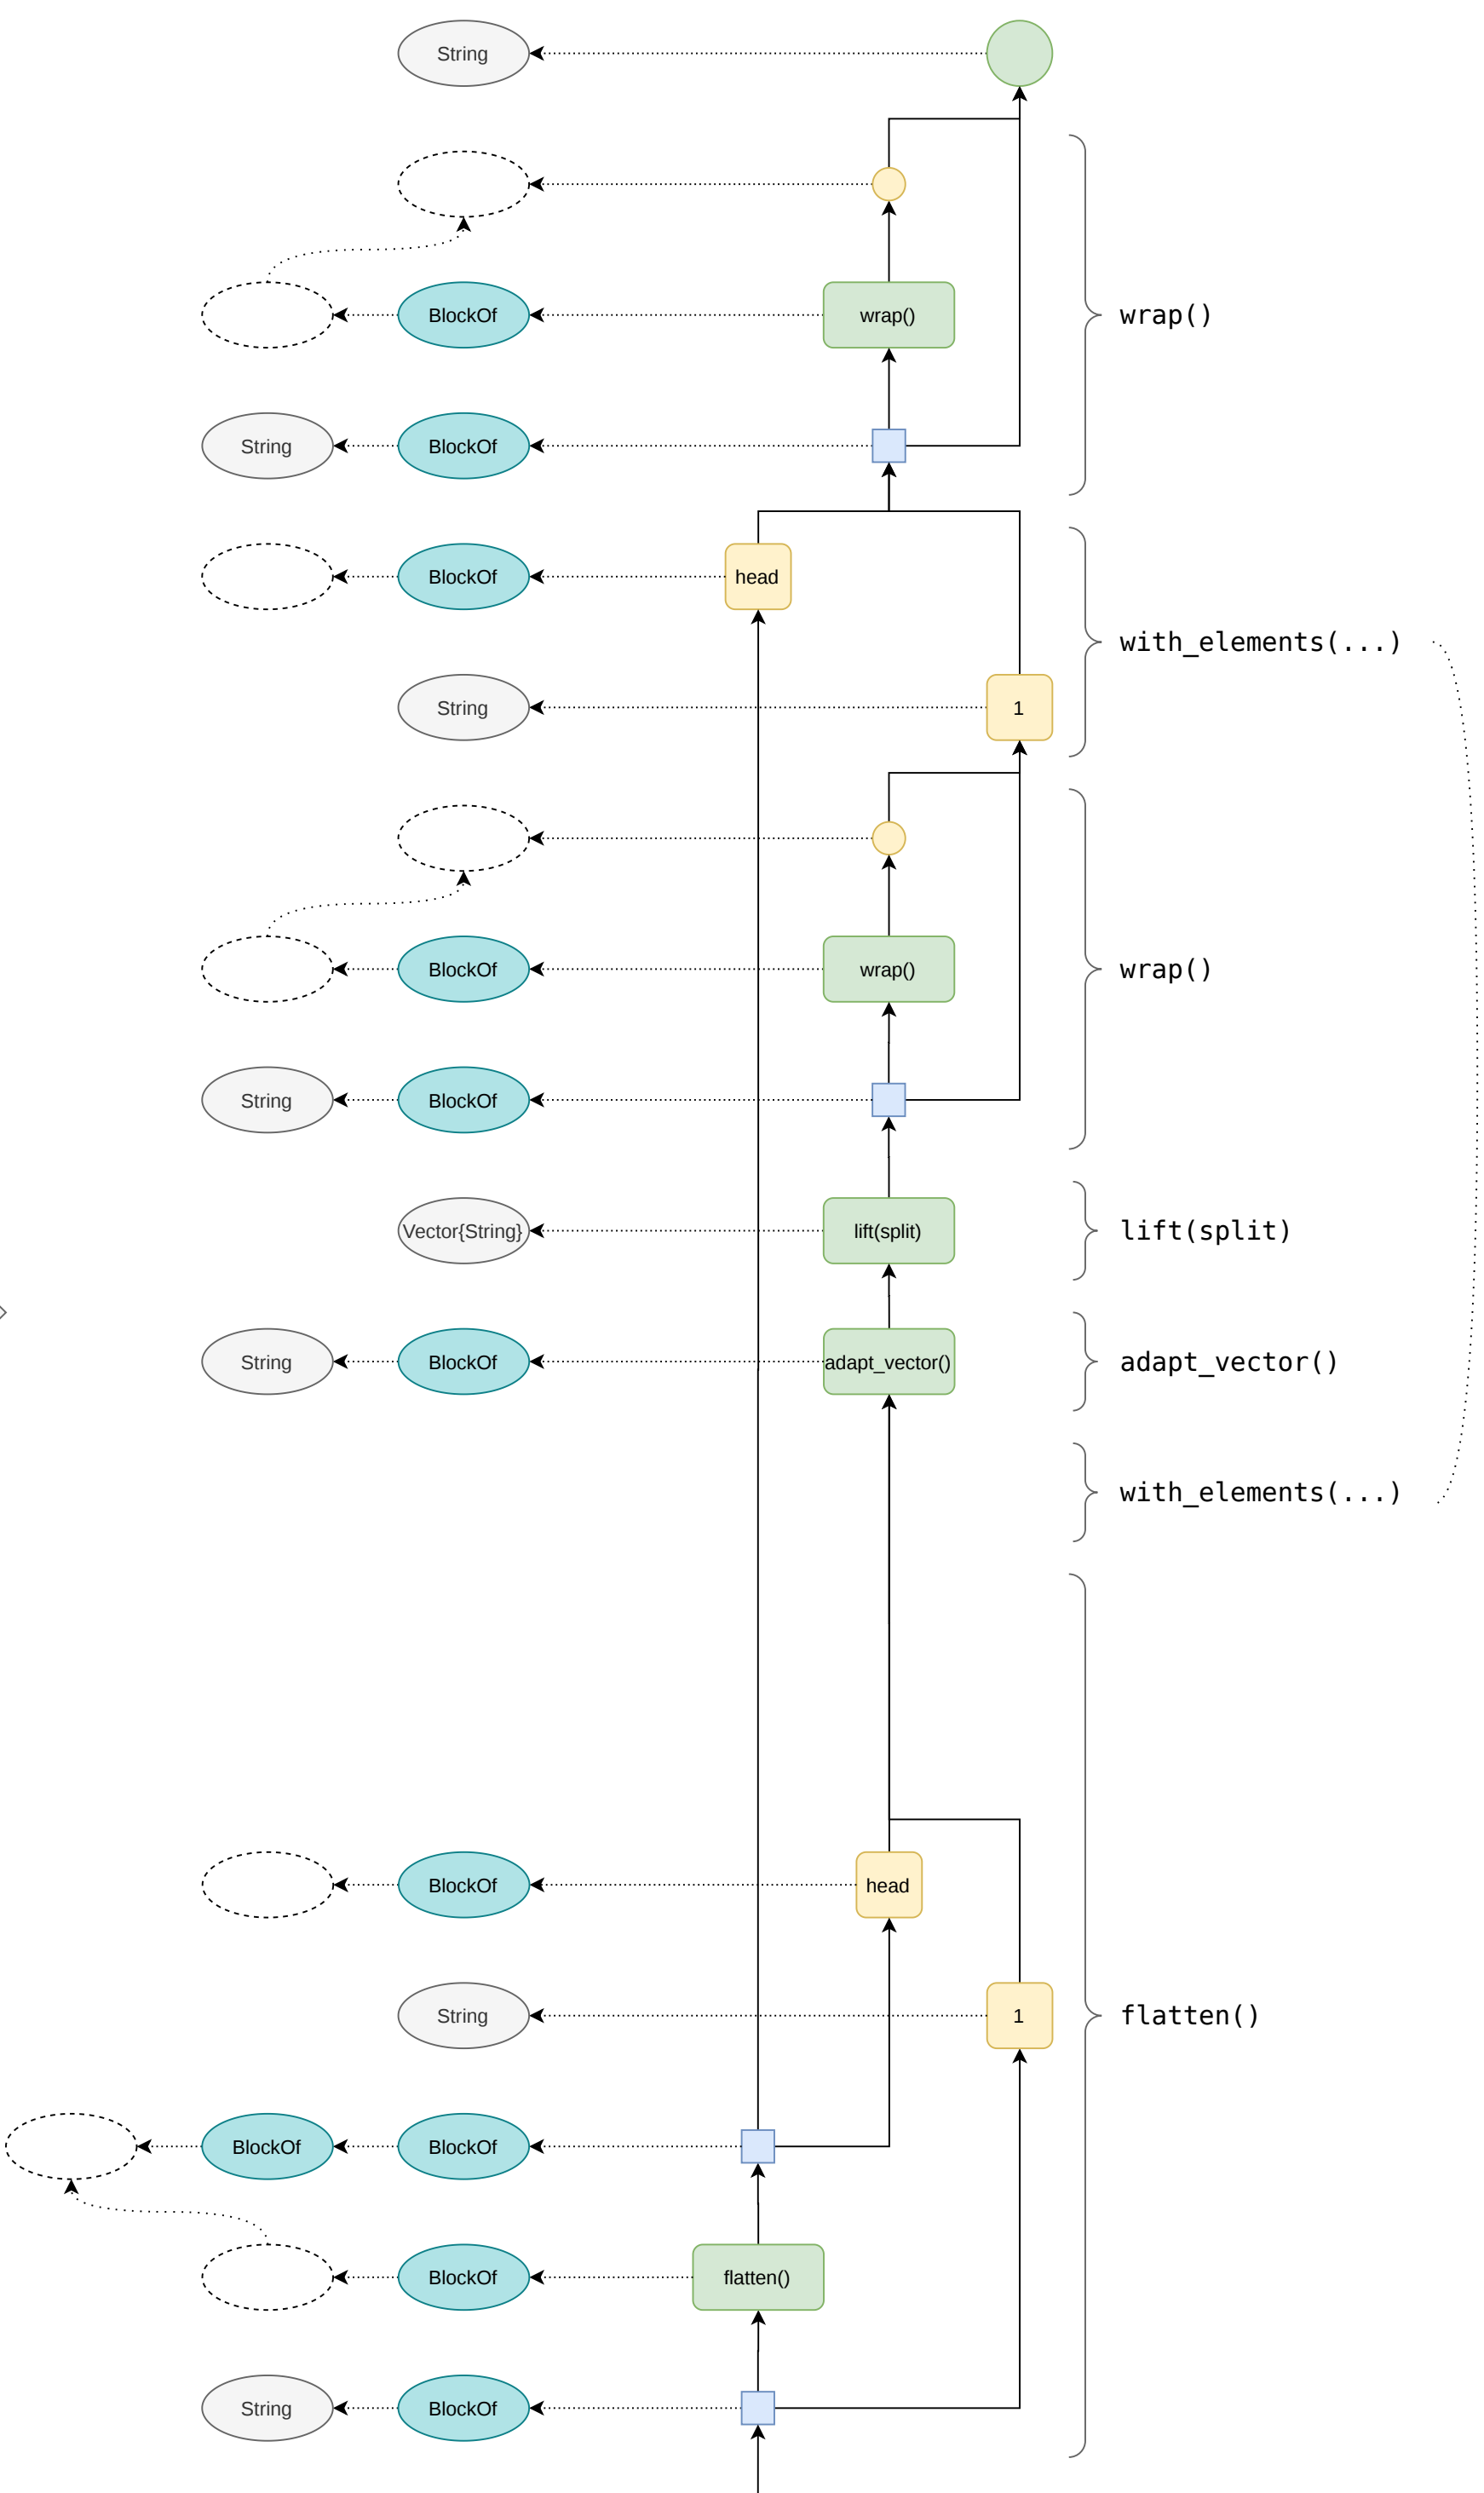 String
BlockOf
wrap()
wrap()
String
BlockOf
BlockOf
head
with_elements(...)
String
1
BlockOf
wrap()
wrap()
String
BlockOf
Vector{String}
lift(split)
lift(split)
String
BlockOf
adapt_vector()
adapt_vector()
with_elements(...)
BlockOf
head
String
1
flatten()
BlockOf
BlockOf
BlockOf
flatten()
String
BlockOf